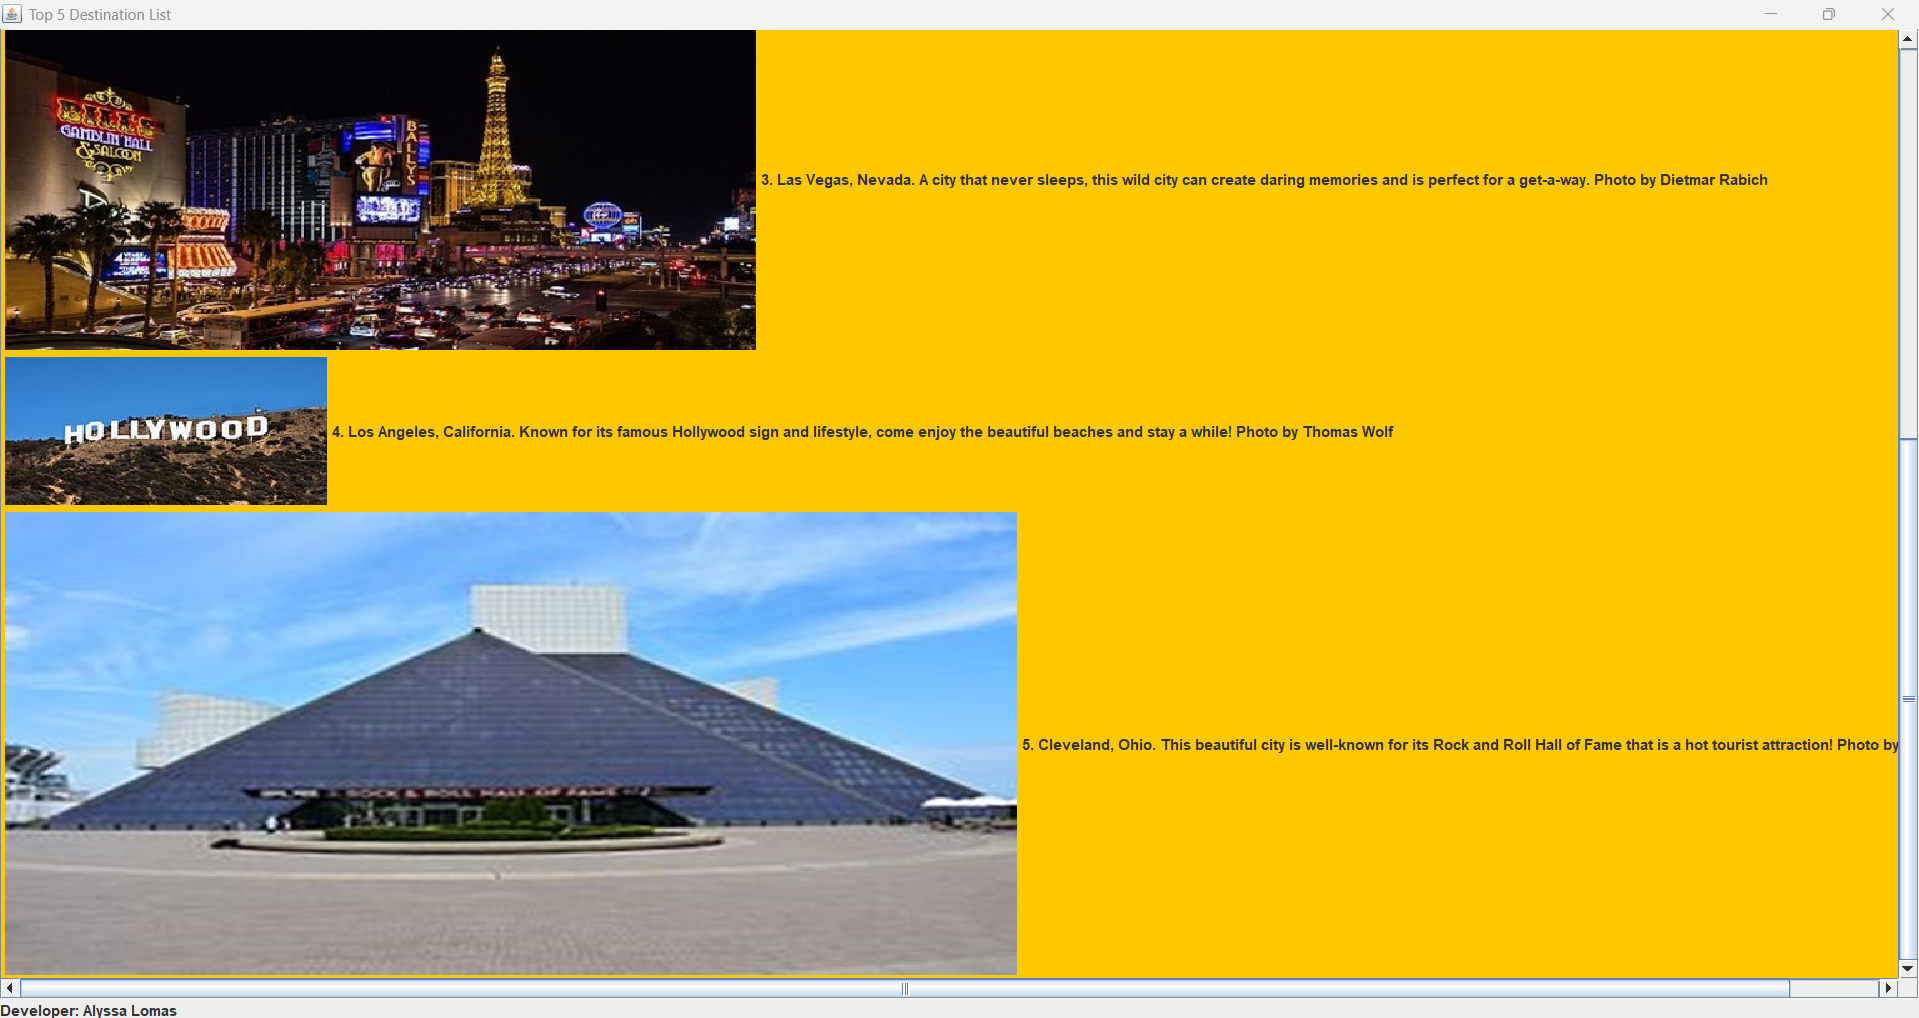 Top 5 Destination List
BILL'S
GAMBLIN' HALL
& SALOON
BALLY'S
3. Las Vegas, Nevada. A city that never sleeps, this wild city can create daring memories and is perfect for a get-a-way. Photo by Dietmar Rabich
HOLLYWOOD
4. Los Angeles, California. Known for its famous Hollywood sign and lifestyle, come enjoy the beautiful beaches and stay a while! Photo by Thomas Wolf
ROCK & ROLL HALL OF FAME
5. Cleveland, Ohio. This beautiful city is well-known for its Rock and Roll Hall of Fame that is a hot tourist attraction! Photo by
Developer: Alyssa Lomas